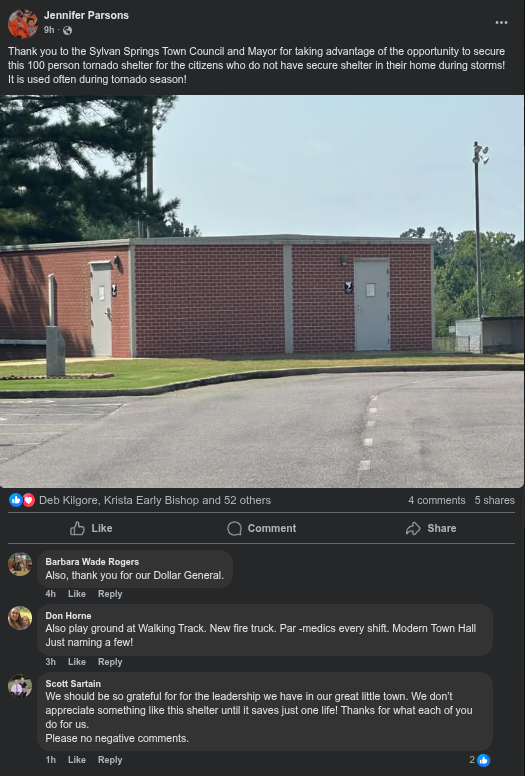 Jennifer Parsons
9h ·
Thank you to the Sylvan Springs Town Council and Mayor for taking advantage of the opportunity to secure
this 100 person tornado shelter for the citizens who do not have secure shelter in their home during storms!
It is used often during tornado season!
Deb Kilgore, Krista Early Bishop and 52 others
4 comments 5 shares
Like Comment Share
Barbara Wade Rogers
Also, thank you for our Dollar General.
4h Like Reply
Don Horne
Also play ground at Walking Track. New fire truck. Par -medics every shift. Modern Town Hall
Just naming a few!
3h Like Reply
Scott Sartain
We should be so grateful for for the leadership we have in our great little town. We don't
appreciate something like this shelter until it saves just one life! Thanks for what each of you
do for us.
Please no negative comments.
1h Like Reply 2